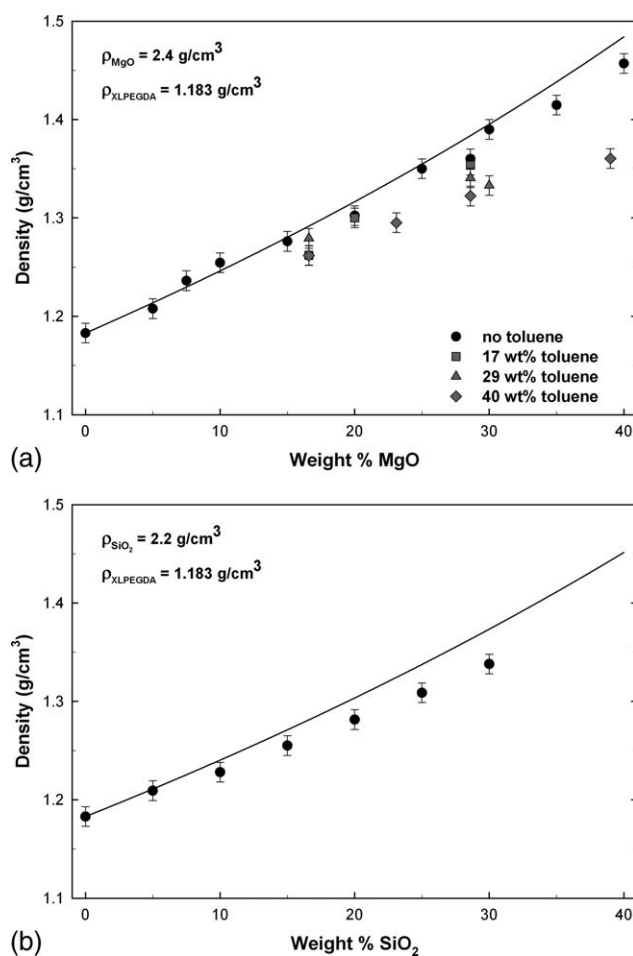 1.5
ρMgO = 2.4 g/cm³
ρXLPEGDA = 1.183 g/cm³
1.4
Density (g/cm³)
1.3
1.2
no toluene
17 wt% toluene
29 wt% toluene
40 wt% toluene
1.1
0 10 20 30 40
(a) Weight % MgO
1.5
ρSiO₂ = 2.2 g/cm³
ρXLPEGDA = 1.183 g/cm³
1.4
Density (g/cm³)
1.3
1.2
1.1
0 10 20 30 40
(b) Weight % SiO₂